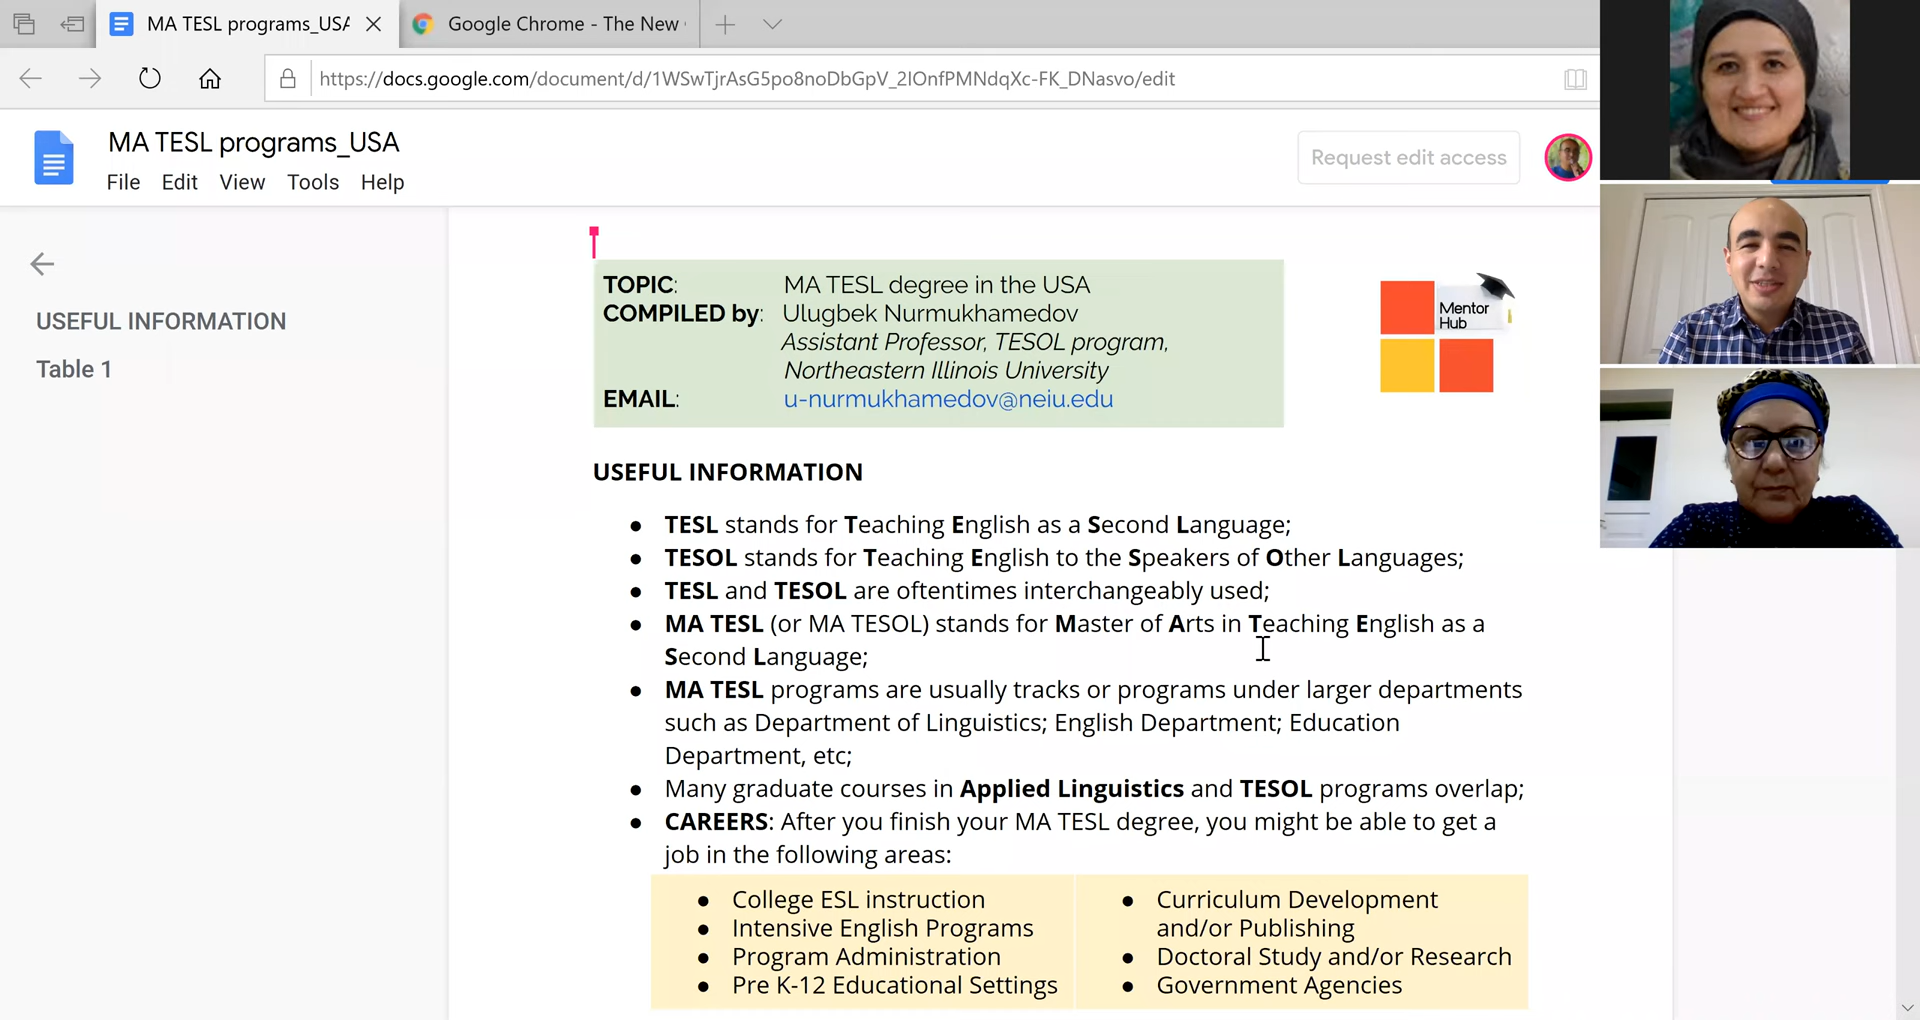 MA TESL programs_USA
Google Chrome - The New
https://docs.google.com/document/d/1WSwTjrAsG5po8noDbGpV_2IOnfPMNdqXc-FK_DNasvo/edit
MA TESL programs_USA
Request edit access
File Edit View Tools Help
USEFUL INFORMATION
Table 1
TOPIC: MA TESL degree in the USA
COMPILED by: Ulugbek Nurmukhamedov
Assistant Professor, TESOL program,
Northeastern Illinois University
EMAIL: u-nurmukhamedov@neiu.edu
Mentor
Hub
USEFUL INFORMATION
● TESL stands for Teaching English as a Second Language;
● TESOL stands for Teaching English to the Speakers of Other Languages;
● TESL and TESOL are oftentimes interchangeably used;
● MA TESL (or MA TESOL) stands for Master of Arts in Teaching English as a
Second Language;
● MA TESL programs are usually tracks or programs under larger departments
such as Department of Linguistics; English Department; Education
Department, etc;
● Many graduate courses in Applied Linguistics and TESOL programs overlap;
● CAREERS: After you finish your MA TESL degree, you might be able to get a
job in the following areas:
● College ESL instruction
● Intensive English Programs
● Program Administration
● Pre K-12 Educational Settings
● Curriculum Development
and/or Publishing
● Doctoral Study and/or Research
● Government Agencies